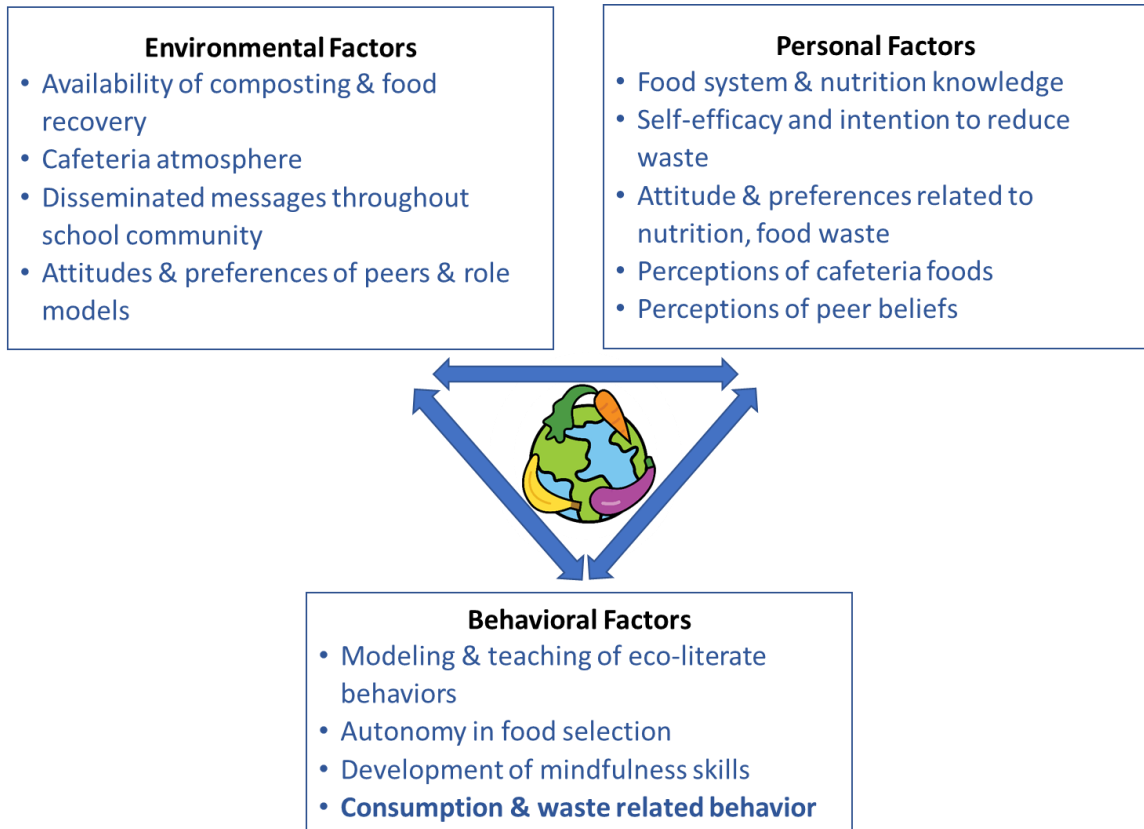 Environmental Factors
• Availability of composting & food
recovery
• Cafeteria atmosphere
• Disseminated messages throughout
school community
• Attitudes & preferences of peers & role
models
Personal Factors
• Food system & nutrition knowledge
• Self-efficacy and intention to reduce
waste
• Attitude & preferences related to
nutrition, food waste
• Perceptions of cafeteria foods
• Perceptions of peer beliefs
Behavioral Factors
• Modeling & teaching of eco-literate
behaviors
• Autonomy in food selection
• Development of mindfulness skills
• Consumption & waste related behavior